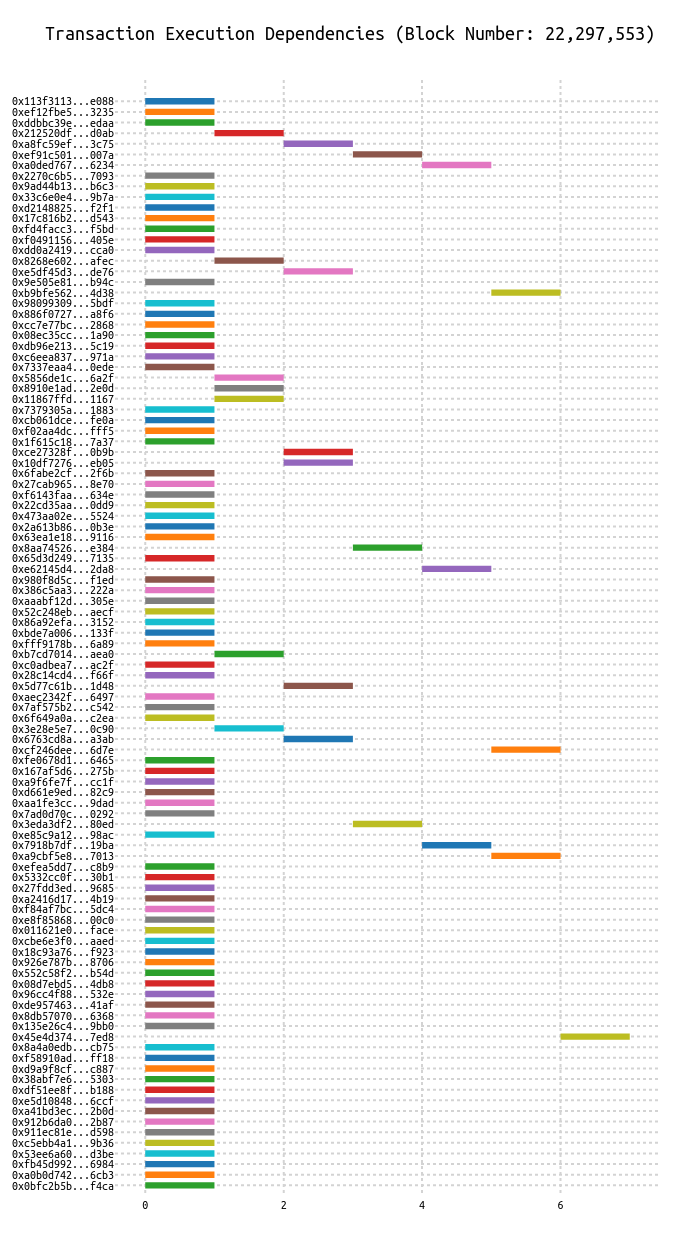 Transaction Execution Dependencies (Block Number: 22,297,553)
0x113f3113...e088
0xef12fbe5...3235
0xddbbc39e...edaa
0x212520df...d0ab
0xa8fc59ef...3c75
0xef91c501...007a
0xa0ded767...6234
0x2270c6b5...7093
0x9ad44b13...b6c3
0x33c6e0e4...9b7a
0xd2148825...f2f1
0x17c816b2...d543
0xfd4facc3...f5bd
0xf0491156...405e
0xdd0a2419...cca0
0x8268e602...afec
0xe5df45d3...de76
0x9e505e81...b94c
0xb9bfe562...4d38
0x98099309...5bdf
0x886f0727...a8f6
0xcc7e77bc...2868
0x08ec35cc...1a90
0xdb96e213...5c19
0xc6eea837...971a
0x7337eaa4...0ede
0x5856de1c...6a2f
0x8910e1ad...2e0d
0x11867ffd...1167
0x7379305a...1883
0xcb061dce...fe0a
0xf02aa4dc...fff5
0x1f615c18...7a37
0xce27328f...0b9b
0x10df7276...eb05
0x6fabe2cf...2f6b
0x27cab965...8e70
0xf6143faa...634e
0x22cd35aa...0dd9
0x473aa02e...5524
0x2a613b86...0b3e
0x63ea1e18...9116
0x8aa74526...e384
0x65d3d249...7135
0xe62145d4...2da8
0x980f8d5c...f1ed
0x386c5aa3...222a
0xaaabf12d...305e
0x52c248eb...aecf
0x86a92efa...3152
0xbde7a006...133f
0xfff9178b...6a89
0xb7cd7014...aea0
0xc0adbea7...ac2f
0x28c14cd4...f66f
0x5d77c61b...1d48
0xaec2342f...6497
0x7af575b2...c542
0x6f649a0a...c2ea
0x3e28e5e7...0c90
0x6763cd8a...a3ab
0xcf246dee...6d7e
0xfe0678d1...6465
0x167af5d6...275b
0xa9f6fe7f...cc1f
0xd661e9ed...82c9
0xaa1fe3cc...9dad
0x7ad0d70c...0292
0x3eda3df2...80ed
0xe85c9a12...98ac
0x7918b7df...19ba
0xa9cbf5e8...7013
0xefea5dd7...c8b9
0x5332cc0f...30b1
0x27fdd3ed...9685
0xa2416d17...4b19
0xf84af7bc...5dc4
0xe8f85868...00c0
0x011621e0...face
0xcbe6e3f0...aaed
0x18c93a76...f923
0x926e787b...8706
0x552c58f2...b54d
0x08d7ebd5...4db8
0x96cc4f88...532e
0xde957463...41af
0x8db57070...6368
0x135e26c4...9bb0
0x45e4d374...7ed8
0x8a4a0edb...cb75
0xf58910ad...ff18
0xd9a9f8cf...c887
0x38abf7e6...5303
0xdf51ee8f...b188
0xe5d10848...6ccf
0xa41bd3ec...2b0d
0x912b6da0...2b87
0x911ec81e...d598
0xc5ebb4a1...9b36
0x53ee6a60...d3be
0xfb45d992...6984
0xa0b0d742...6cb3
0x0bfc2b5b...f4ca
0 2 4 6